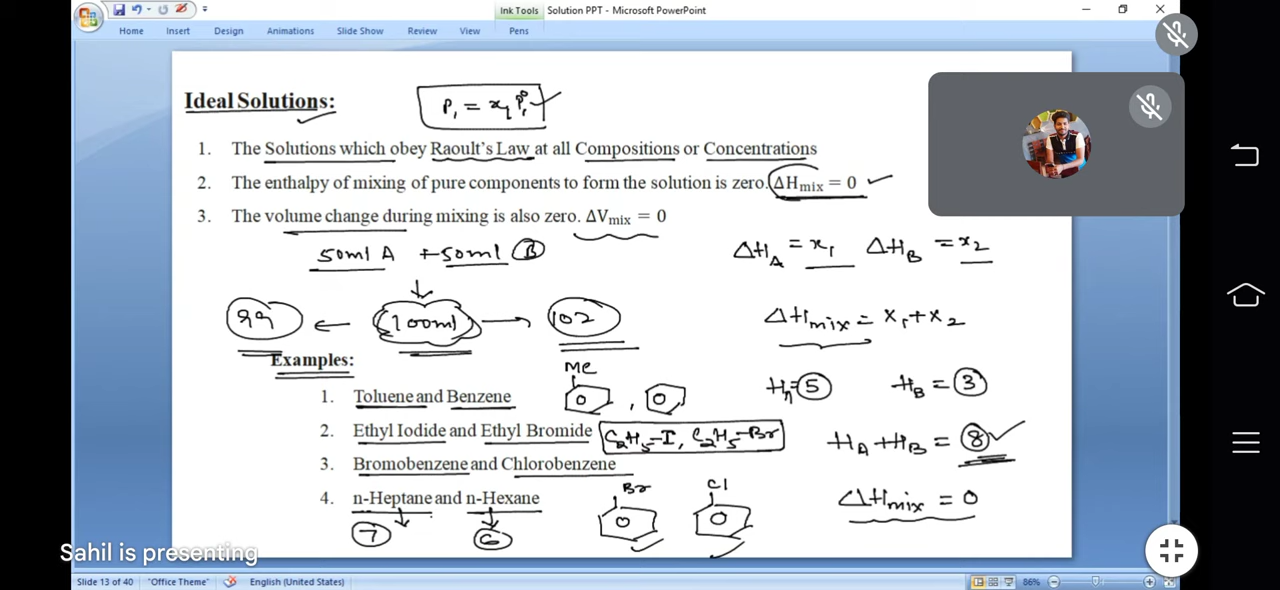 Ink Tools Solution PPT - Microsoft PowerPoint
Home Insert Design Animations Slide Show Review View Pens
Ideal Solutions:
P₁ = x₁ P₁⁰
1. The Solutions which obey Raoult's Law at all Compositions or Concentrations
2. The enthalpy of mixing of pure components to form the solution is zero. ΔHmix = 0
3. The volume change during mixing is also zero. ΔVmix = 0
50ml A + 50ml B
ΔHA = x₁ ΔHB = x₂
99 ← 100ml → 102
ΔHmix = x₁ + x₂
Examples:
Me
HA = 5 HB = 3
1. Toluene and Benzene
,
2. Ethyl Iodide and Ethyl Bromide C₂H₅-I, C₂H₅-Br
HA + HB = 8
3. Bromobenzene and Chlorobenzene
Br Cl
4. n-Heptane and n-Hexane
ΔHmix = 0
7 6
Sahil is presenting
Slide 13 of 40 "Office Theme" English (United States) 86%